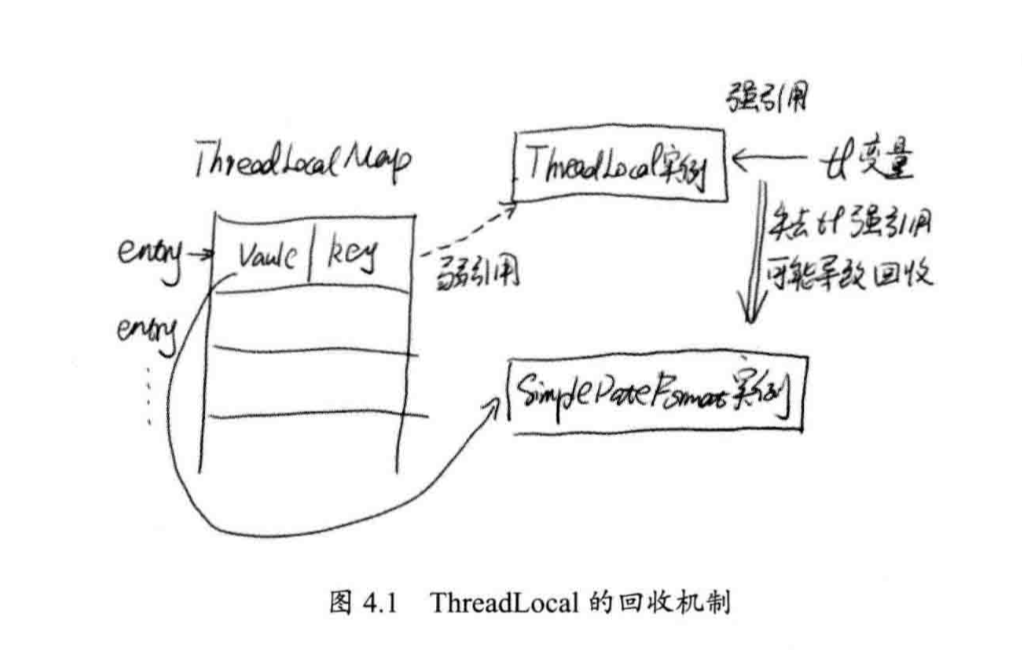 强引用
ThreadLocalMap
ThreadLocal实例
tl变量
entry
Vaule
key
弱引用
失去tl强引用
可能导致回收
entry
SimpleDateFormat实例
图 4.1 ThreadLocal 的回收机制